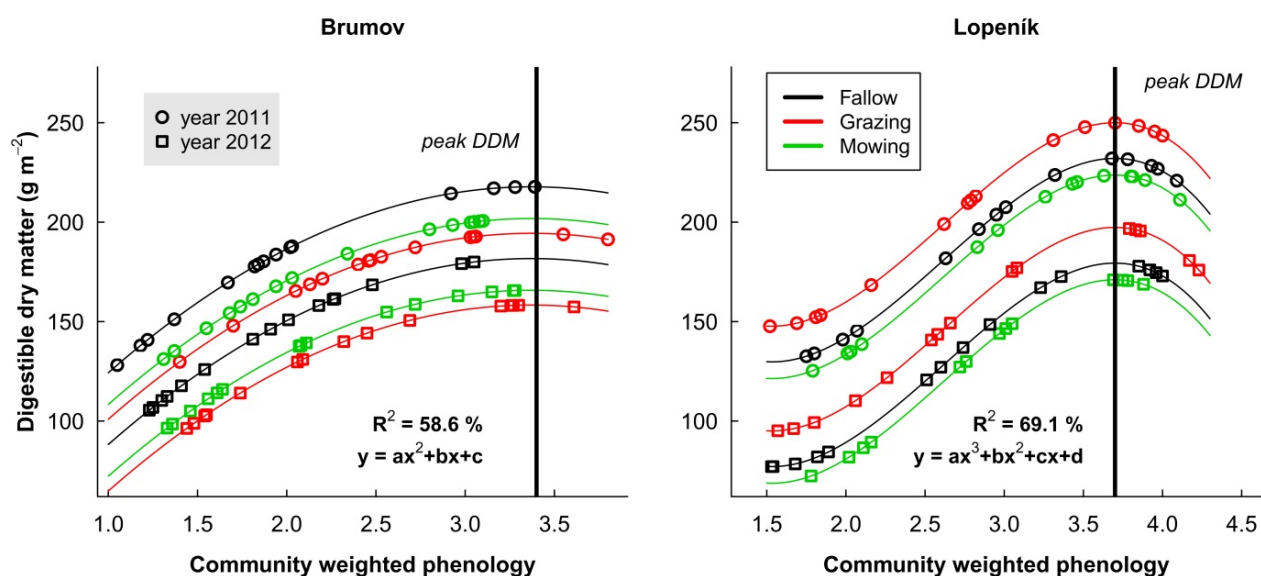 Brumov
Digestible dry matter (g m⁻²)
250
200
150
100
year 2011
year 2012
peak DDM
R² = 58.6 %
y = ax²+bx+c
1.0 1.5 2.0 2.5 3.0 3.5
Community weighted phenology
Lopeník
250
200
150
100
Fallow
Grazing
Mowing
peak DDM
R² = 69.1 %
y = ax³+bx²+cx+d
1.5 2.0 2.5 3.0 3.5 4.0 4.5
Community weighted phenology